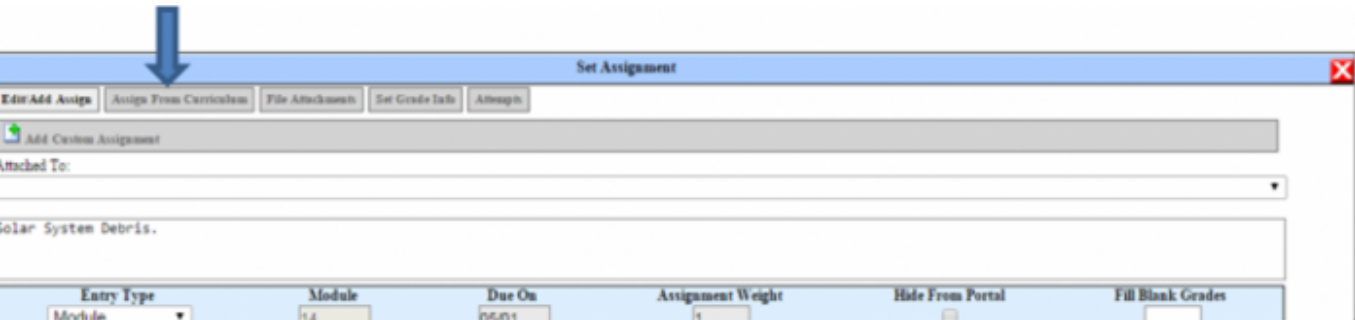 Set Assignment
Edit/Add Assign Assign From Curriculum File Attachments Set Grade Info Attempts
Add Custom Assignment
Attached To:
Solar System Debris.
Entry Type Module Due On Assignment Weight Hide From Portal Fill Blank Grades
Module 14 05/01 1